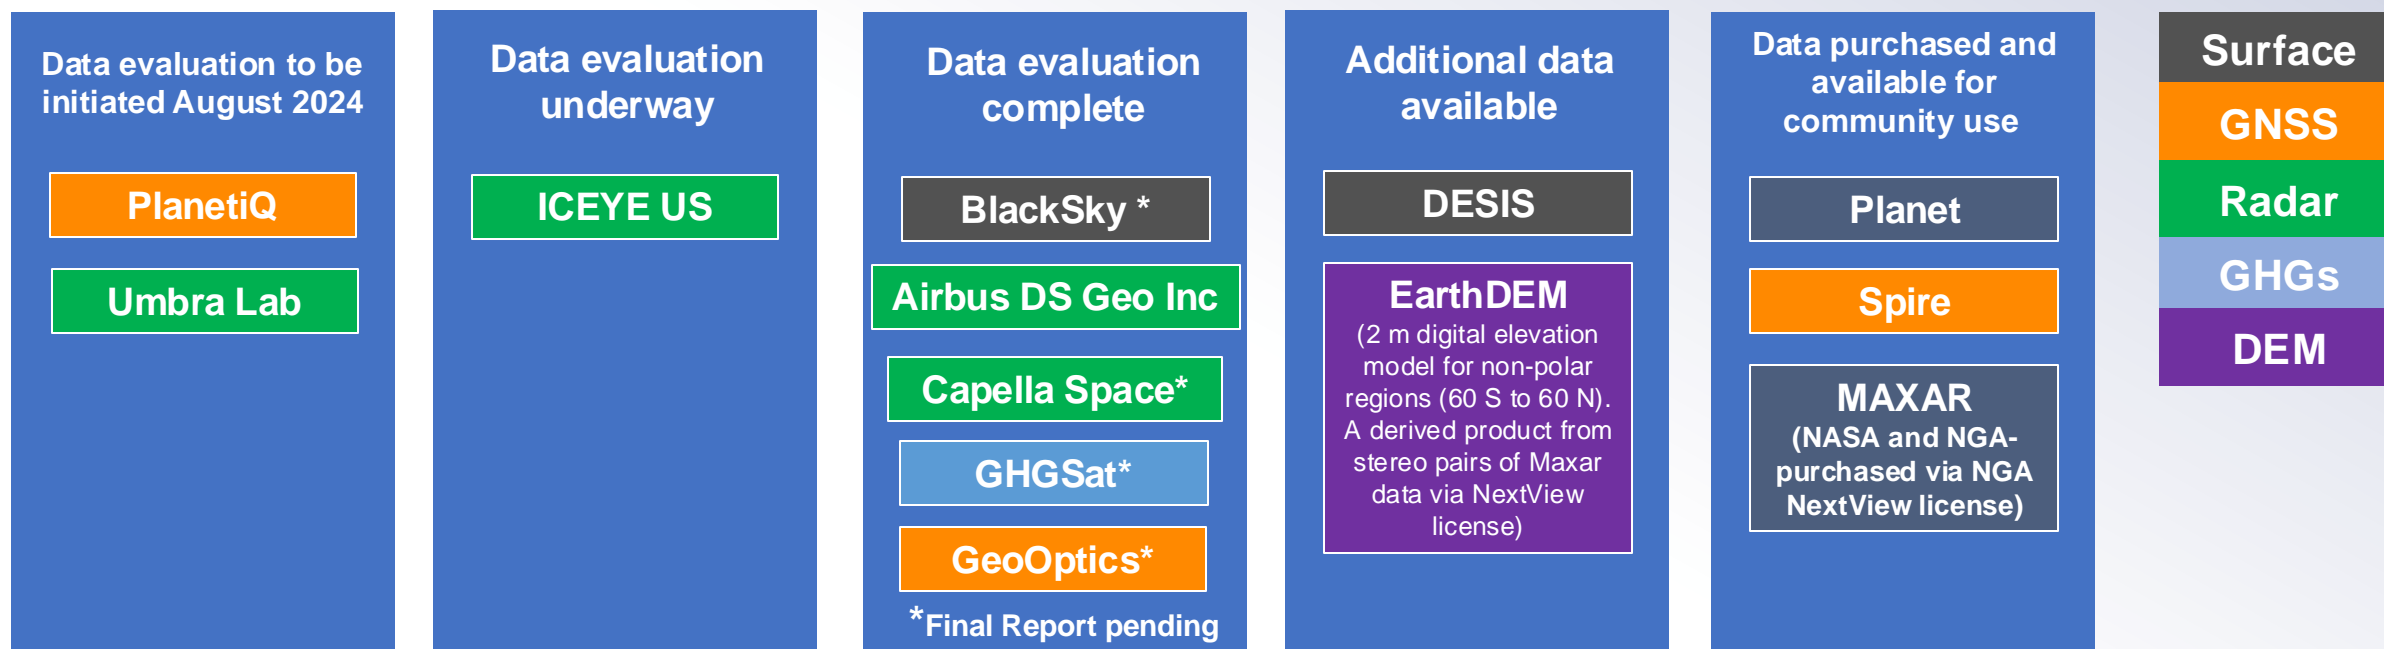 Data evaluation to be
initiated August 2024
PlanetiQ
Umbra Lab
Data evaluation
underway
ICEYE US
Data evaluation
complete
BlackSky *
Airbus DS Geo Inc
Capella Space*
GHGSat*
GeoOptics*
*Final Report pending
Additional data
available
DESIS
EarthDEM
(2 m digital elevation
model for non-polar
regions (60 S to 60 N).
A derived product from
stereo pairs of Maxar
data via NextView
license)
Data purchased and
available for
community use
Planet
Spire
MAXAR
(NASA and NGA-
purchased via NGA
NextView license)
Surface
GNSS
Radar
GHGs
DEM